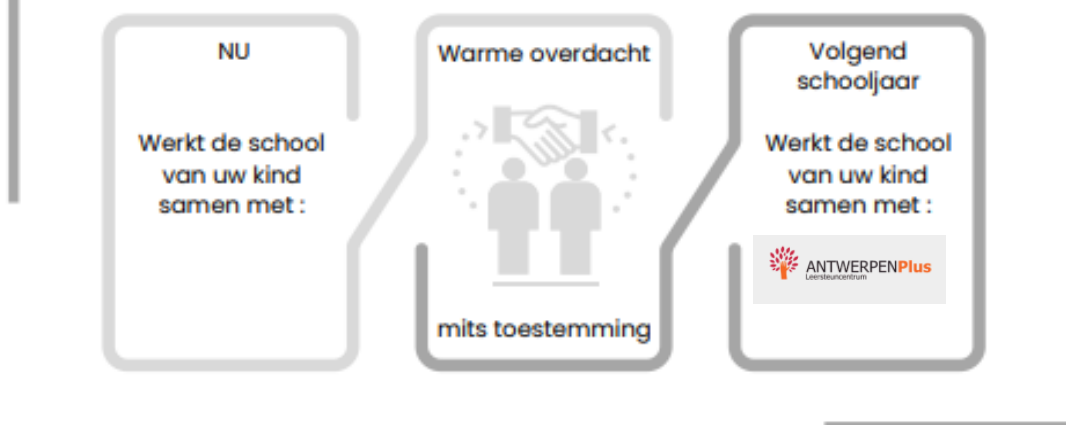 NU
Werkt de school
van uw kind
samen met :
Warme overdacht
mits toestemming
Volgend
schooljaar
Werkt de school
van uw kind
samen met :
ANTWERPENPlus
Leersteuncentrum